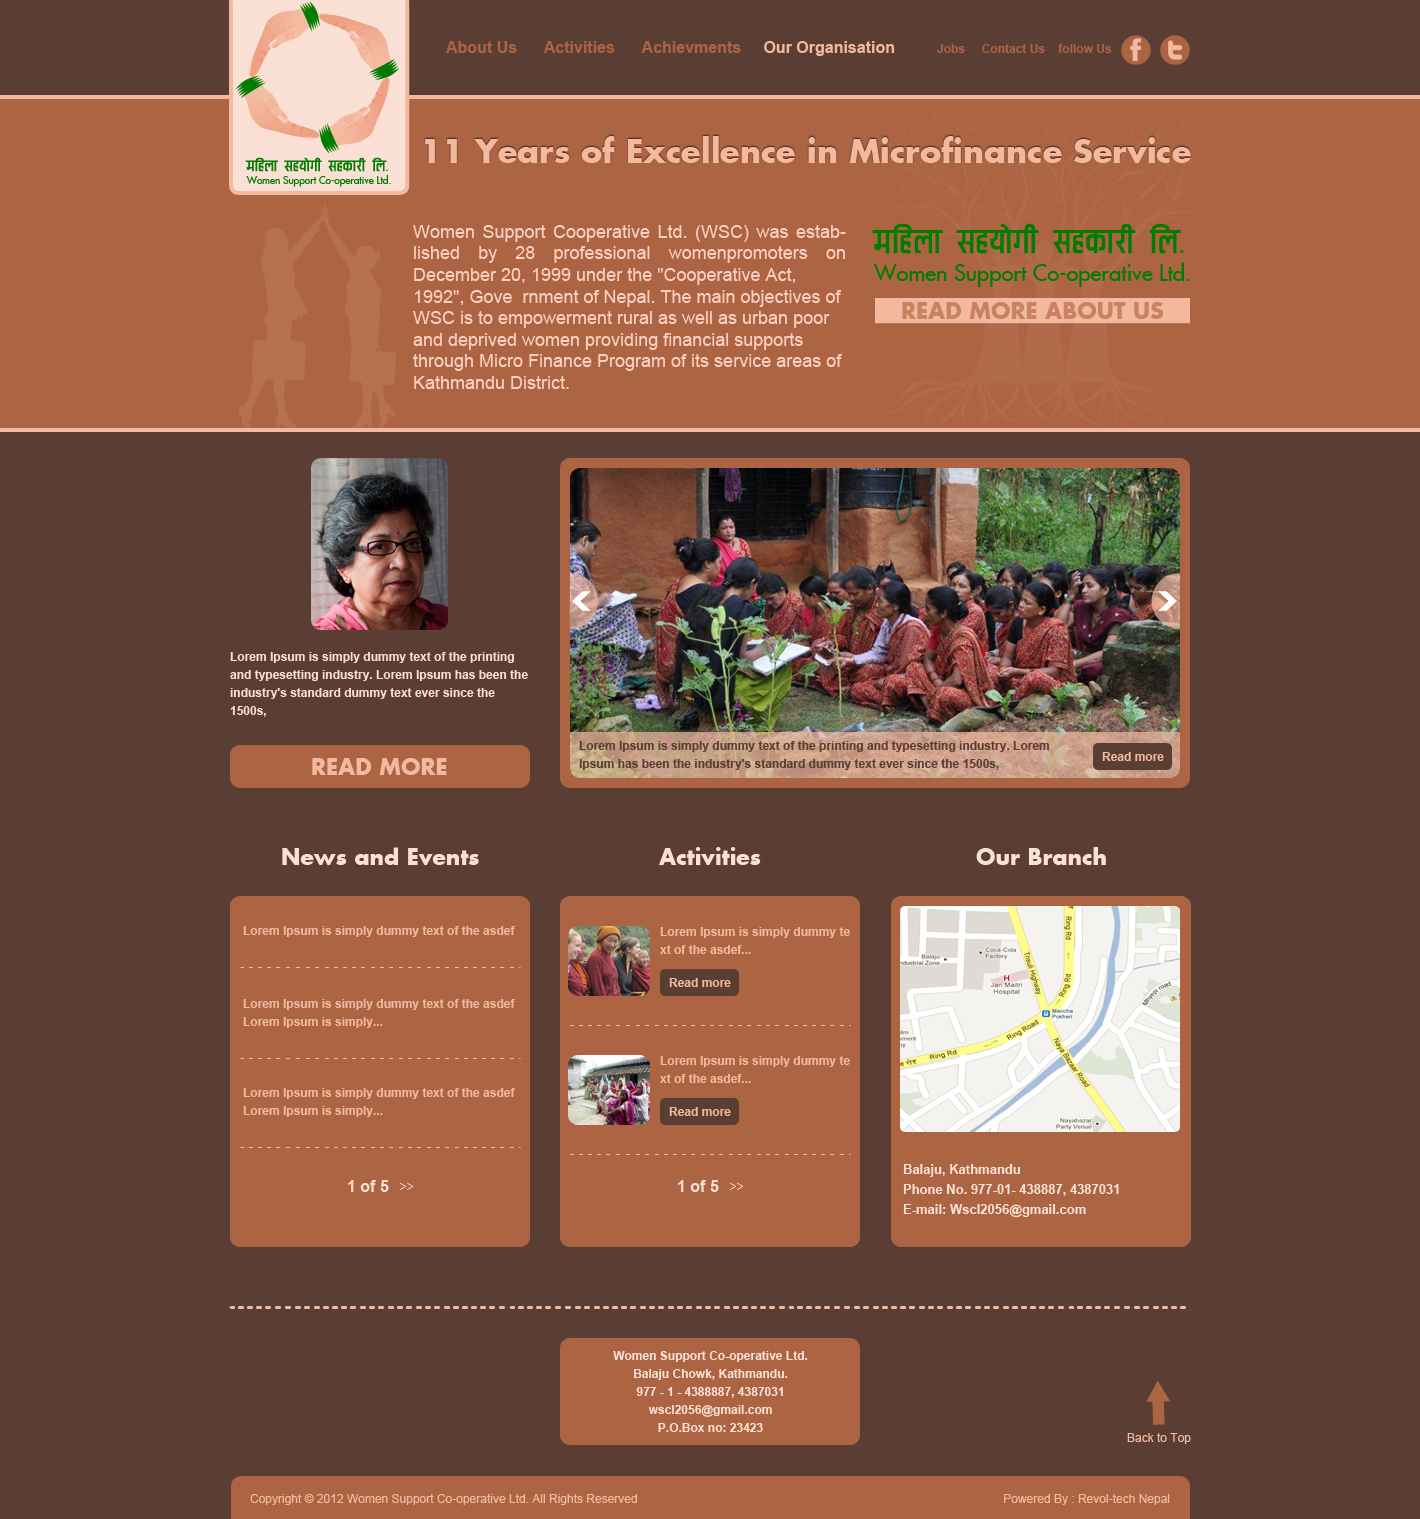 About Us Activities Achievments Our Organisation Jobs Contact Us follow Us
महिला सहयोगी सहकारी लि.
Women Support Co-operative Ltd.
11 Years of Excellence in Microfinance Service
Women Support Cooperative Ltd. (WSC) was estab-
lished by 28 professional womenpromoters on
December 20, 1999 under the "Cooperative Act,
1992", Gove rnment of Nepal. The main objectives of
WSC is to empowerment rural as well as urban poor
and deprived women providing financial supports
through Micro Finance Program of its service areas of
Kathmandu District.
महिला सहयोगी सहकारी लि.
Women Support Co-operative Ltd.
READ MORE ABOUT US
Lorem Ipsum is simply dummy text of the printing
and typesetting industry. Lorem Ipsum has been the
industry's standard dummy text ever since the
1500s,
READ MORE
Lorem Ipsum is simply dummy text of the printing and typesetting industry. Lorem
Ipsum has been the industry's standard dummy text ever since the 1500s,
Read more
News and Events
Lorem Ipsum is simply dummy text of the asdef
Lorem Ipsum is simply dummy text of the asdef
Lorem Ipsum is simply...
Lorem Ipsum is simply dummy text of the asdef
Lorem Ipsum is simply...
1 of 5 >>
Activities
Lorem Ipsum is simply dummy te
xt of the asdef...
Read more
Lorem Ipsum is simply dummy te
xt of the asdef...
Read more
1 of 5 >>
Our Branch
Ring Rd
Coca-Cola
Factory
Balaju
ndustrial Zone
Trisuli Highway
H
Jan Maitri
Hospital
Ring Rd
Maccha
Pokhari
Ring Road
Ring Rd
Naya Bazaar Road
Nayabazar
Party Venue
Balaju, Kathmandu
Phone No. 977-01- 438887, 4387031
E-mail: Wscl2056@gmail.com
Women Support Co-operative Ltd.
Balaju Chowk, Kathmandu.
977 - 1 - 4388887, 4387031
wscl2056@gmail.com
P.O.Box no: 23423
Back to Top
Copyright © 2012 Women Support Co-operative Ltd. All Rights Reserved
Powered By : Revol-tech Nepal